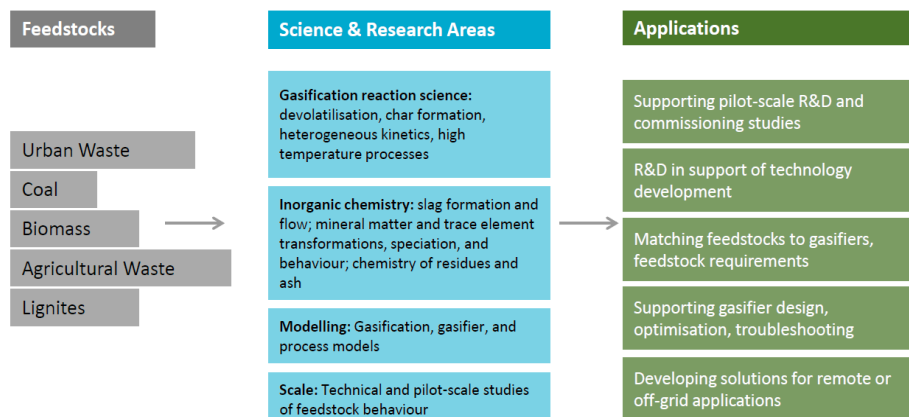 Feedstocks
Urban Waste
Coal
Biomass
Agricultural Waste
Lignites
Science & Research Areas
Gasification reaction science:
devolatilisation, char formation,
heterogeneous kinetics, high
temperature processes
Inorganic chemistry: slag formation and
flow; mineral matter and trace element
transformations, speciation, and
behaviour; chemistry of residues and
ash
Modelling: Gasification, gasifier, and
process models
Scale: Technical and pilot-scale studies
of feedstock behaviour
Applications
Supporting pilot-scale R&D and
commissioning studies
R&D in support of technology
development
Matching feedstocks to gasifiers,
feedstock requirements
Supporting gasifier design,
optimisation, troubleshooting
Developing solutions for remote or
off-grid applications